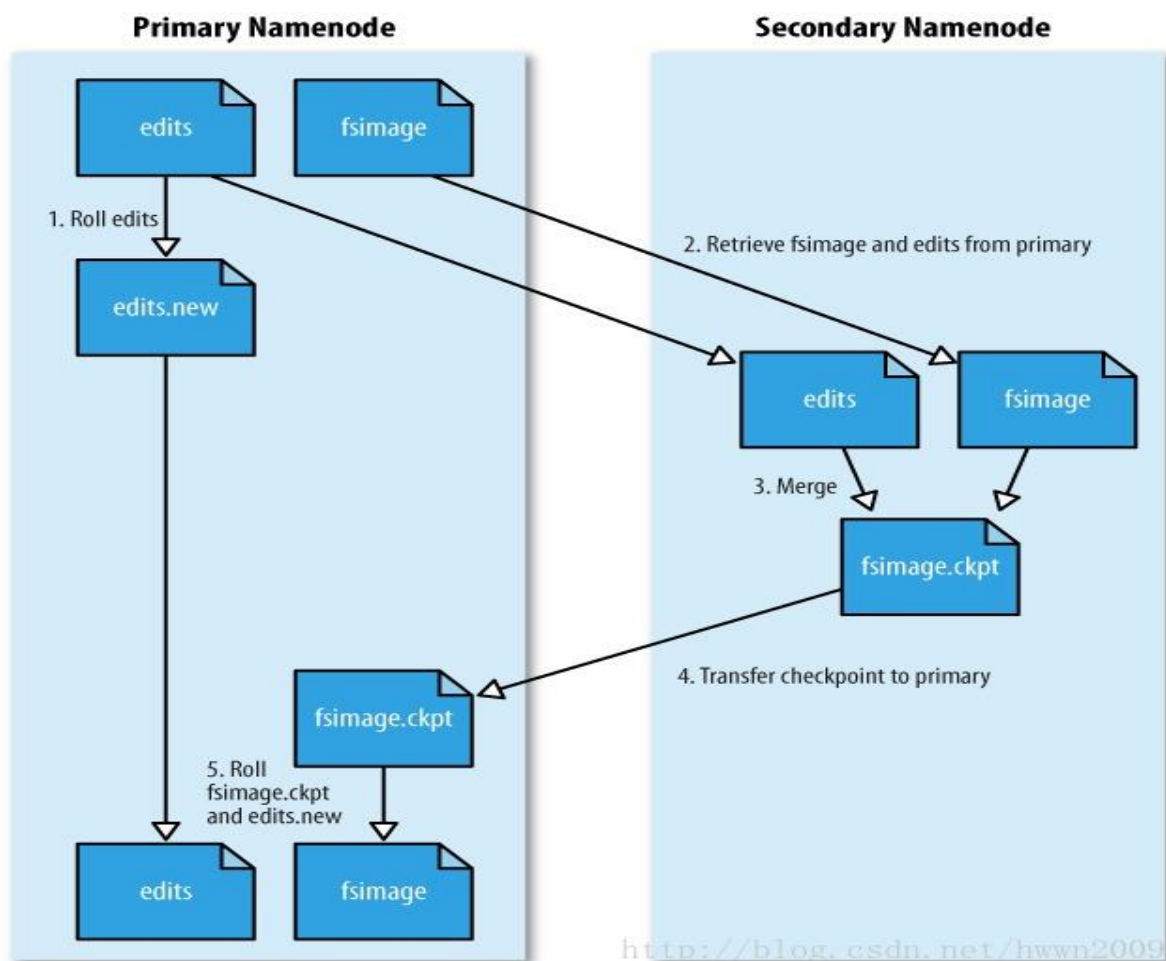 Primary Namenode
Secondary Namenode
edits
fsimage
1. Roll edits
2. Retrieve fsimage and edits from primary
edits.new
edits
fsimage
3. Merge
fsimage.ckpt
4. Transfer checkpoint to primary
fsimage.ckpt
5. Roll
fsimage.ckpt
and edits.new
edits
fsimage
http://blog.csdn.net/hwwn2009